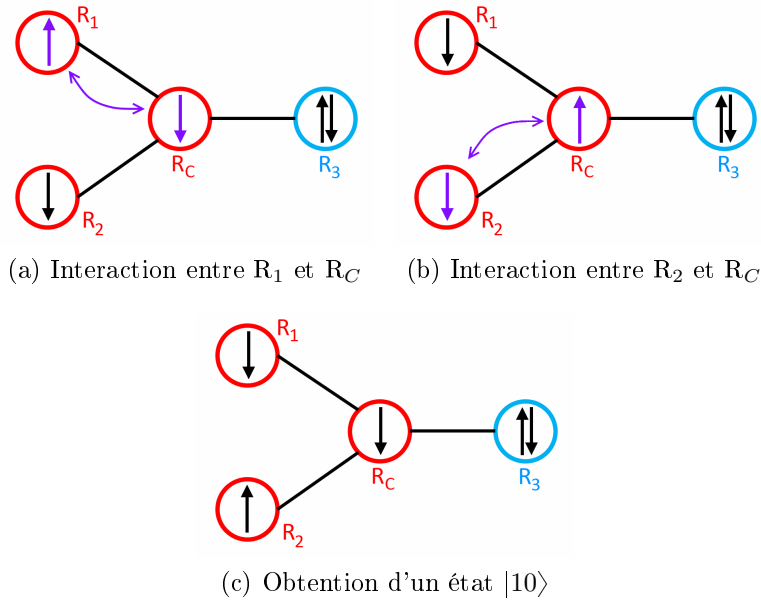 R1
RC
R3
R2
(a) Interaction entre R1 et RC
R1
RC
R3
R2
(b) Interaction entre R2 et RC
R1
RC
R3
R2
(c) Obtention d'un état |10⟩